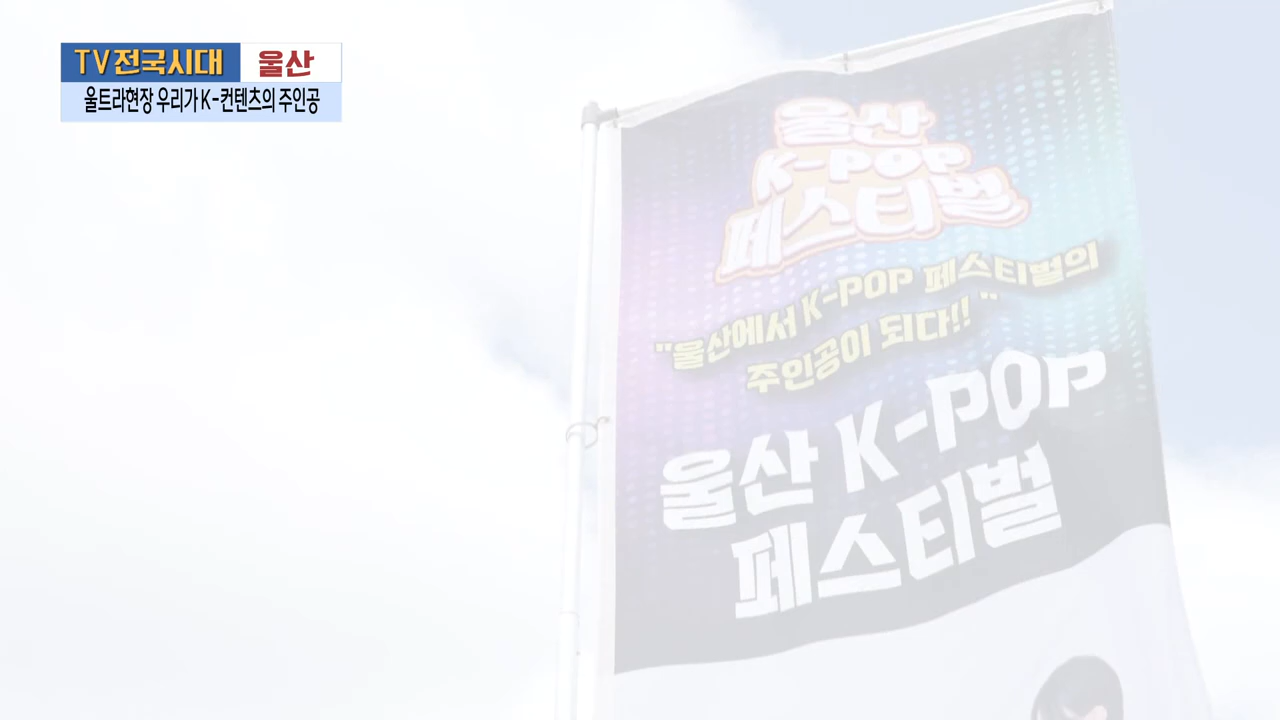 TV전국시대 울산
울트라현장 우리가 K-컨텐츠의 주인공
울산
K-POP
페스티벌
"울산에서 K-POP 페스티벌의
주인공이 되다!! "
울산 K-POP
페스티벌